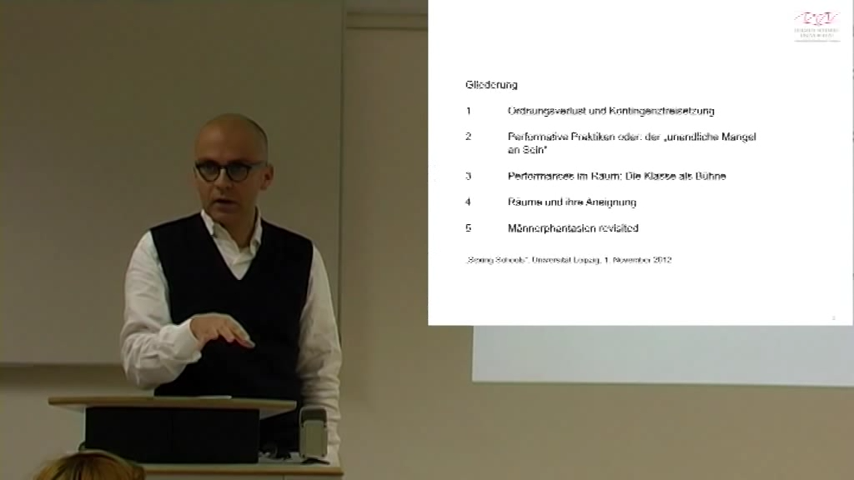 Gliederung
1 Ordnungsverlust und Kontingenzfreisetzung
2 Performative Praktiken oder: der „unendliche Mangel
an Sein“
3 Performances im Raum: Die Klasse als Bühne
4 Räume und ihre Aneignung
5 Männerphantasien revisited
„Sexing Schools“, Universität Leipzig, 1. November 2012